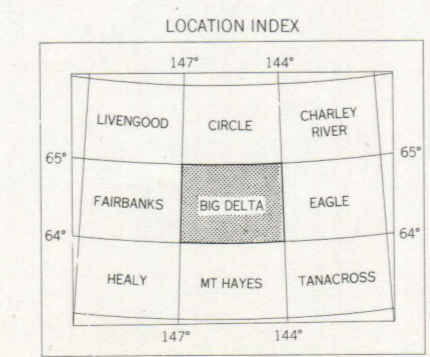 LOCATION INDEX
147° 144°
LIVENGOOD CIRCLE CHARLEY RIVER
65° 65°
FAIRBANKS BIG DELTA EAGLE
64° 64°
HEALY MT HAYES TANACROSS
147° 144°